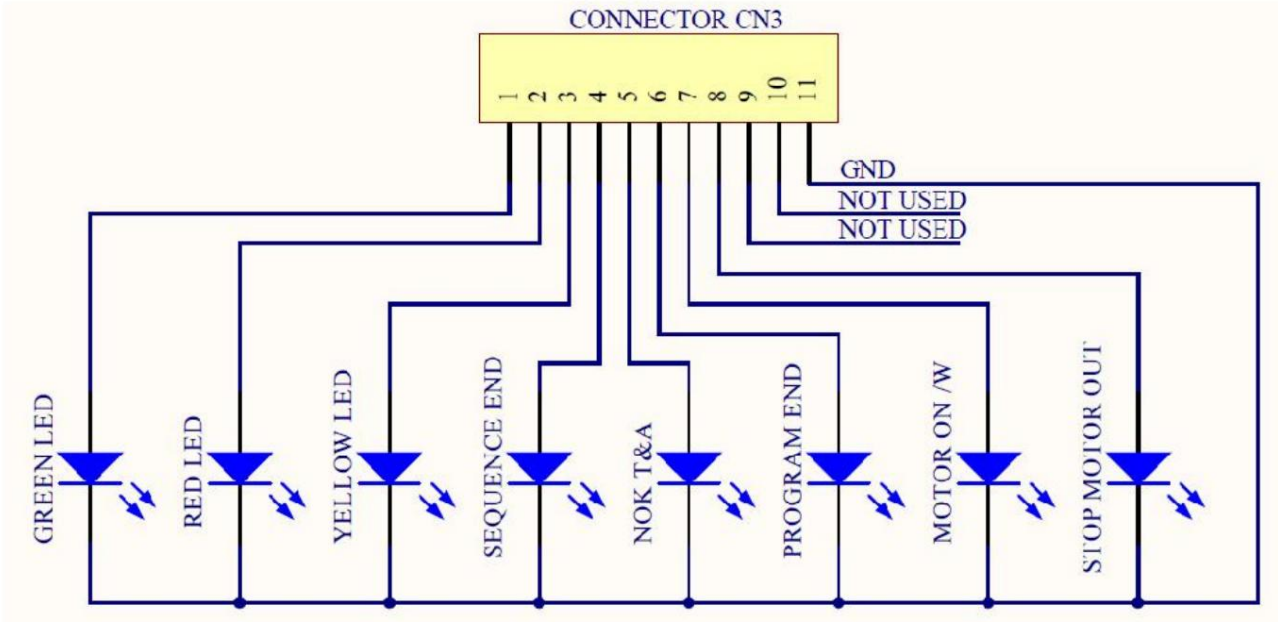 CONNECTOR CN3
1 2 3 4 5 6 7 8 9 10 11
GND
NOT USED
NOT USED
GREEN LED
RED LED
YELLOW LED
SEQUENCE END
NOK T&A
PROGRAM END
MOTOR ON /W
STOP MOTOR OUT